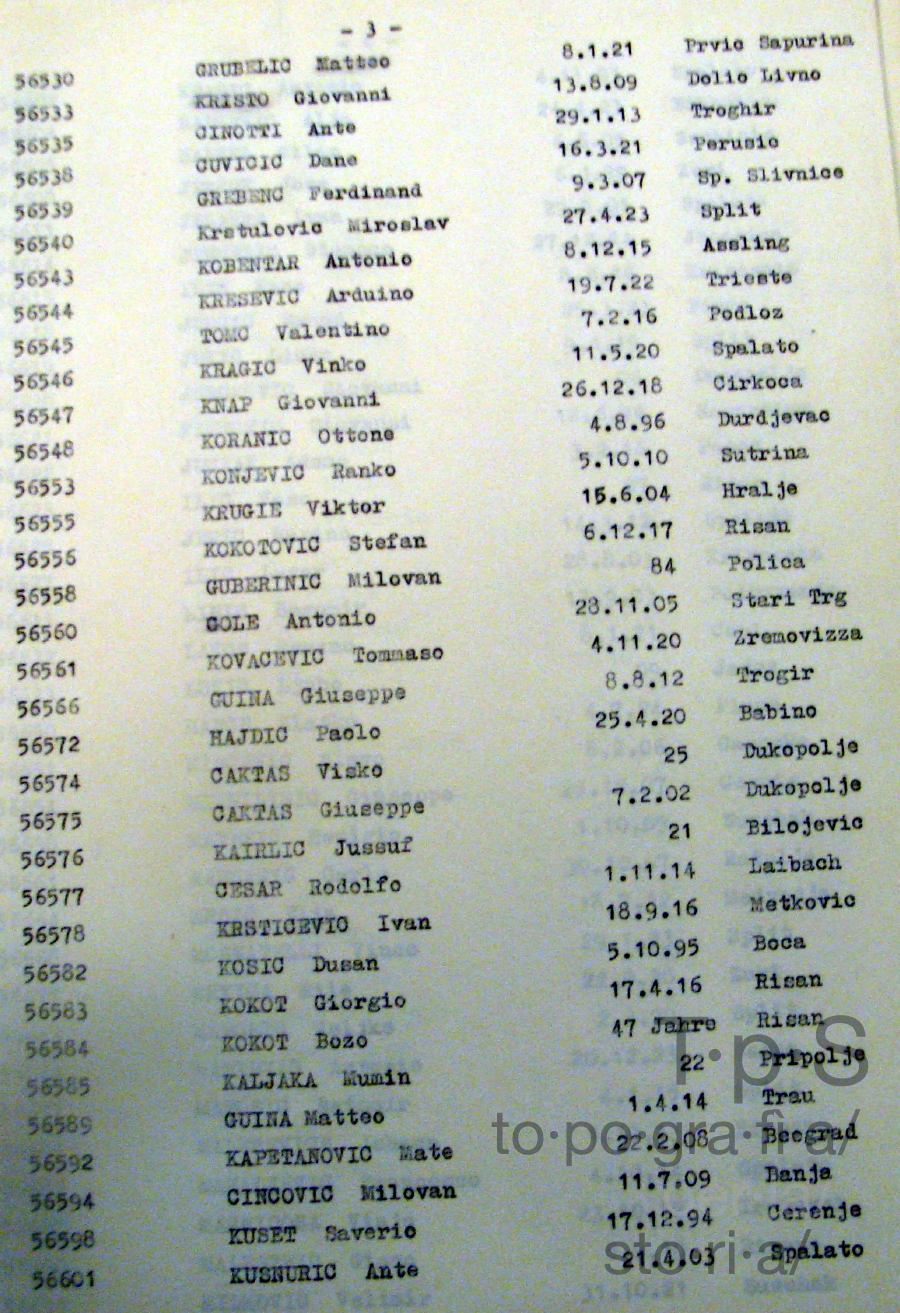 - 3 -
56530 GRUBELIC Matteo 8.1.21 Prvic Sapurina
56533 KRISTO Giovanni 13.8.09 Dolio Livno
56535 CINOTTI Ante 29.1.13 Troghir
56538 CUVICIC Dane 16.3.21 Perusic
56539 GREBENC Ferdinand 9.3.07 Sp. Slivnice
56540 Krstulovic Miroslav 27.4.23 Split
56543 KOBENTAR Antonio 8.12.15 Assling
56544 KRESEVIC Arduino 19.7.22 Trieste
56545 TOMC Valentino 7.2.16 Podloz
56546 KRAGIC Vinko 11.5.20 Spalato
56547 KNAP Giovanni 26.12.18 Cirkoca
56548 KORANIC Ottone 4.8.96 Durdjevac
56553 KONJEVIC Ranko 5.10.10 Sutrina
56555 KRUGIE Viktor 15.6.04 Hralje
56556 KOKOTOVIC Stefan 6.12.17 Risan
56558 GUBERINIC Milovan 84 Polica
56560 GOLE Antonio 28.11.05 Stari Trg
56561 KOVACEVIC Tommaso 4.11.20 Zremovizza
56566 GUINA Giuseppe 8.8.12 Trogir
56572 HAJDIC Paolo 25.4.20 Babino
56574 CAKTAS Visko 25 Dukopolje
56575 CAKTAS Giuseppe 7.2.02 Dukopolje
56576 KAIRLIC Jussuf 21 Bilojevic
56577 CESAR Rodolfo 1.11.14 Laibach
56578 KRSTICEVIC Ivan 18.9.16 Metkovic
56582 KOSIC Dusan 5.10.95 Boca
56583 KOKOT Giorgio 17.4.16 Risan
56584 KOKOT Bozo 47 Jahre Risan
56585 KALJAKA Mumin 22 Pripolje
56589 GUINA Matteo 1.4.14 Trau
56592 KAPETANOVIC Mate 22.2.08 Beograd
56594 CINCOVIC Milovan 11.7.09 Banja
56598 KUSET Saverio 17.12.94 Cerenje
56601 KUSNURIC Ante 21.4.03 Spalato
T·p·S
to·po·gra·fi·a/
sto·ri·a/